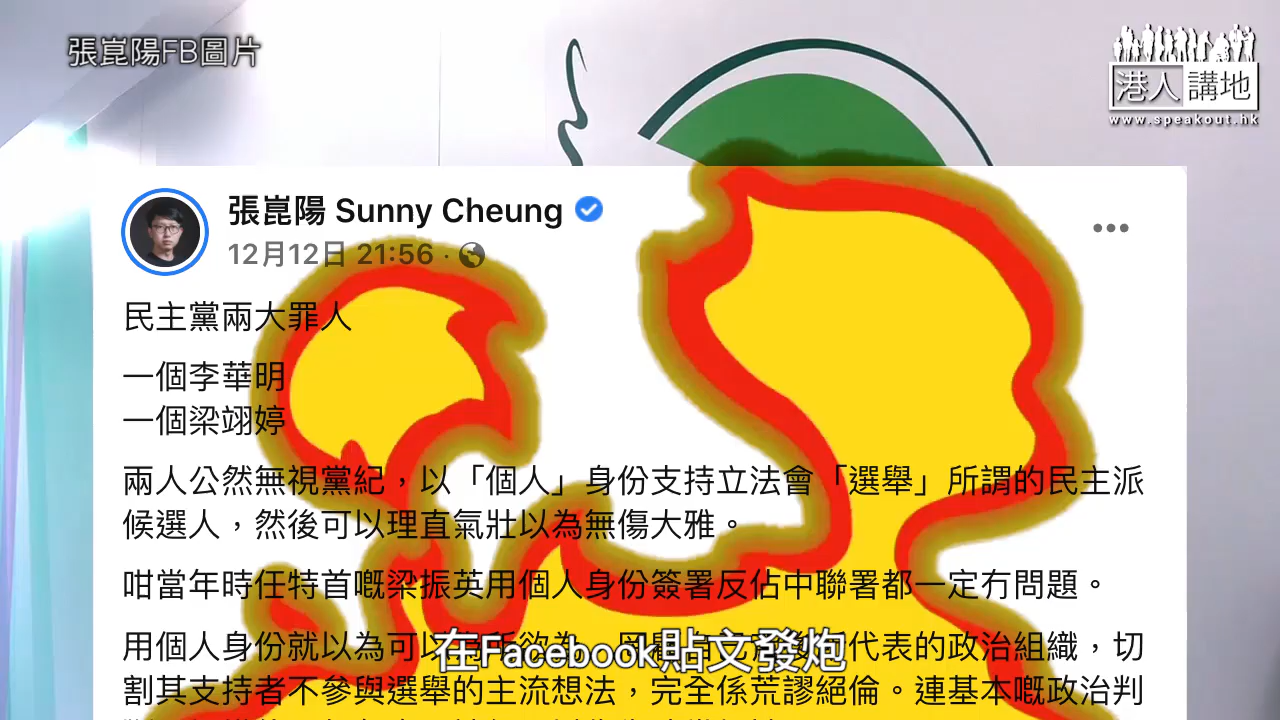 張崑陽FB圖片
港人講地
www.speakout.hk
張崑陽 Sunny Cheung
12月12日 21:56 ·
民主黨兩大罪人
一個李華明
一個梁翊婷
兩人公然無視黨紀，以「個人」身份支持立法會「選舉」所謂的民主派
候選人，然後可以理直氣壯以為無傷大雅。
咁當年時任特首嘅梁振英用個人身份簽署反佔中聯署都一定冇問題。
用個人身份就以為可以 代表的政治組織，切
在Facebook貼文發炮
割其支持者不參與選舉的主流想法，完全係荒謬絕倫。連基本嘅政治判